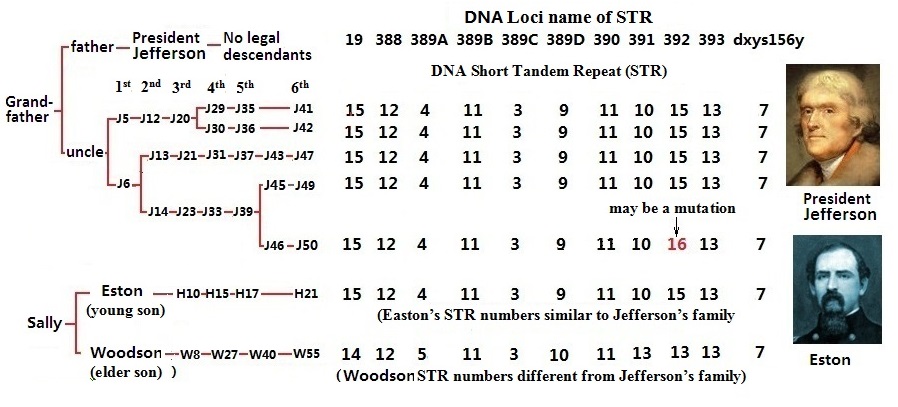 DNA Loci name of STR
19 388 389A 389B 389C 389D 390 391 392 393 dxys156y
DNA Short Tandem Repeat (STR)
father President Jefferson No legal descendants
1st 2nd 3rd 4th 5th 6th
Grand-father
uncle
J5 J12 J20 J29 J35 J41 15 12 4 11 3 9 11 10 15 13 7
J30 J36 J42 15 12 4 11 3 9 11 10 15 13 7
J6 J13 J21 J31 J37 J43 J47 15 12 4 11 3 9 11 10 15 13 7
J45 J49 15 12 4 11 3 9 11 10 15 13 7
J14 J23 J33 J39
may be a mutation
J46 J50 15 12 4 11 3 9 11 10 16 13 7
President
Jefferson
Sally
Eston H10 H15 H17 H21 15 12 4 11 3 9 11 10 15 13 7
(young son)
(Easton's STR numbers similar to Jefferson's family
Woodson W8 W27 W40 W55 14 12 5 11 3 10 11 13 13 13 7
(elder son) )
(Woodson STR numbers different from Jefferson's family)
Eston